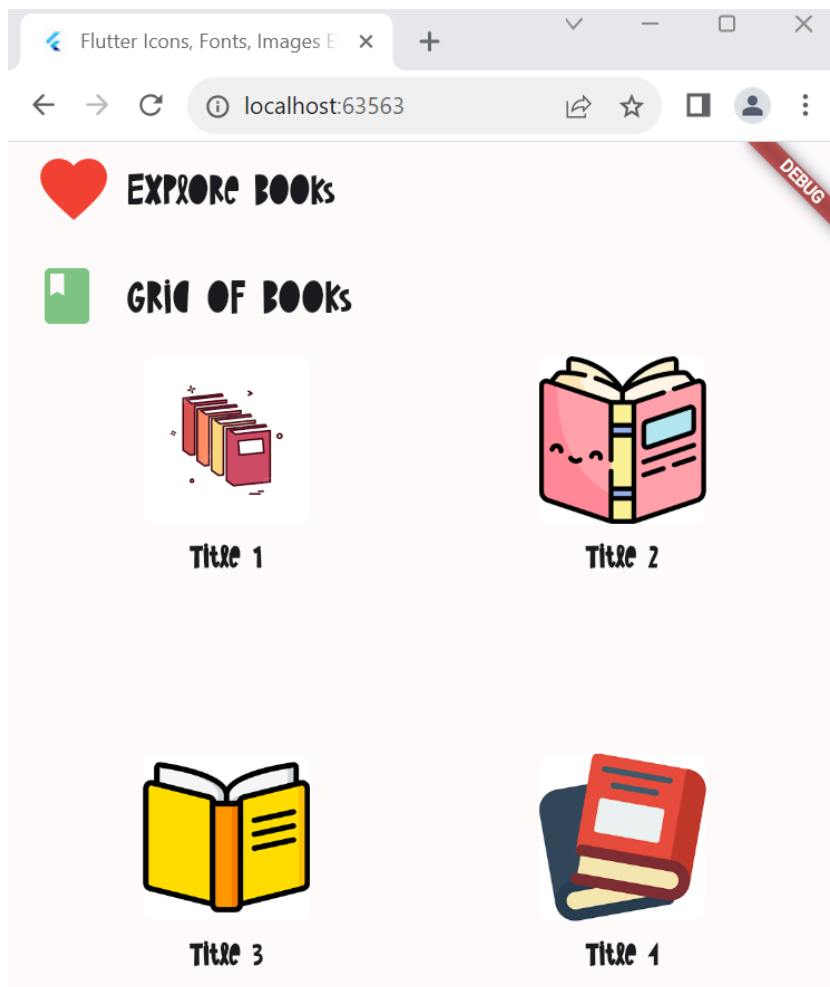 Flutter Icons, Fonts, Images E
localhost:63563
DEBUG
Explore Books
Grid of Books
Title 1
Title 2
Title 3
Title 4